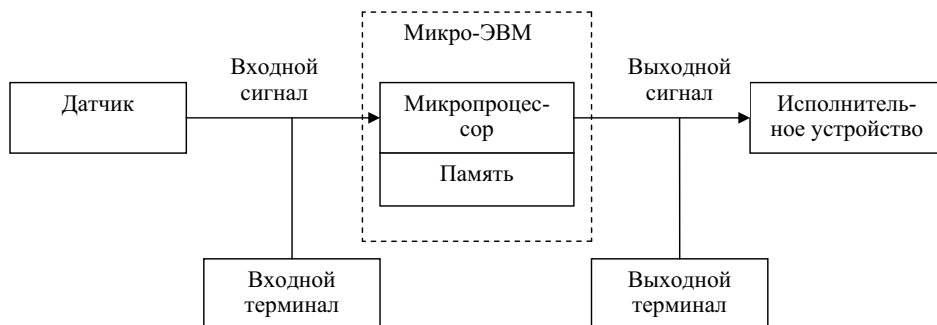 Микро-ЭВМ
Входной
сигнал
Выходной
сигнал
Датчик
Микропроцес-
сор
Память
Исполнитель-
ное устройство
Входной
терминал
Выходной
терминал